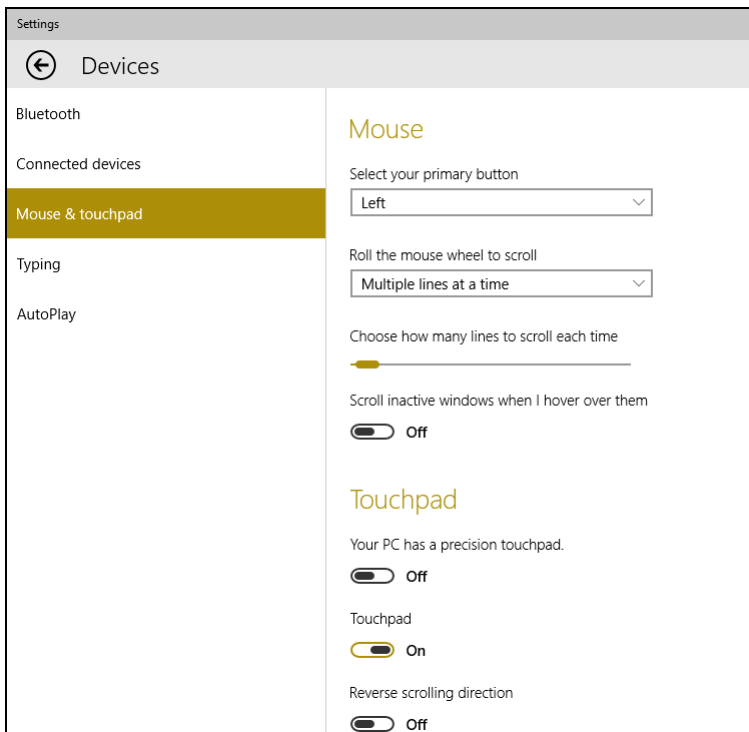 Settings
Devices
Bluetooth
Connected devices
Mouse & touchpad
Typing
AutoPlay
Mouse
Select your primary button
Left
Roll the mouse wheel to scroll
Multiple lines at a time
Choose how many lines to scroll each time
Scroll inactive windows when I hover over them
Off
Touchpad
Your PC has a precision touchpad.
Off
Touchpad
On
Reverse scrolling direction
Off